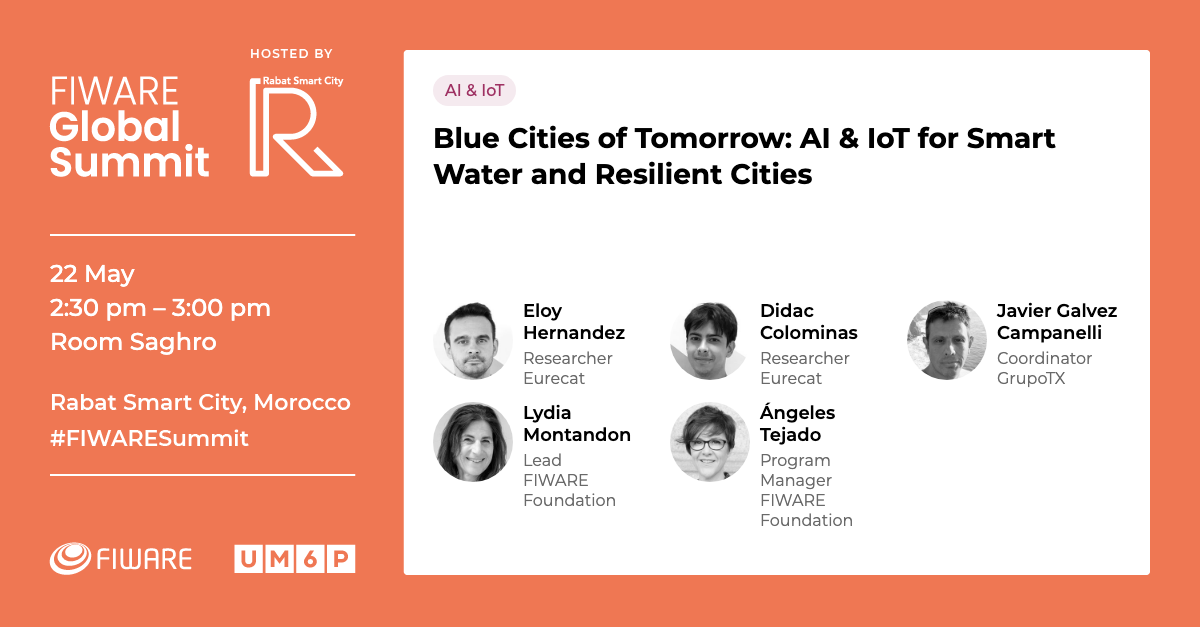 FIWARE
Global
Summit
HOSTED BY
Rabat Smart City
R
22 May
2:30 pm – 3:00 pm
Room Saghro
Rabat Smart City, Morocco
#FIWARESummit
FIWARE
UM6P
AI & IoT
Blue Cities of Tomorrow: AI & IoT for Smart
Water and Resilient Cities
Eloy
Hernandez
Researcher
Eurecat
Didac
Colominas
Researcher
Eurecat
Javier Galvez
Campanelli
Coordinator
GrupoTX
Lydia
Montandon
Lead
FIWARE
Foundation
Ángeles
Tejado
Program
Manager
FIWARE
Foundation